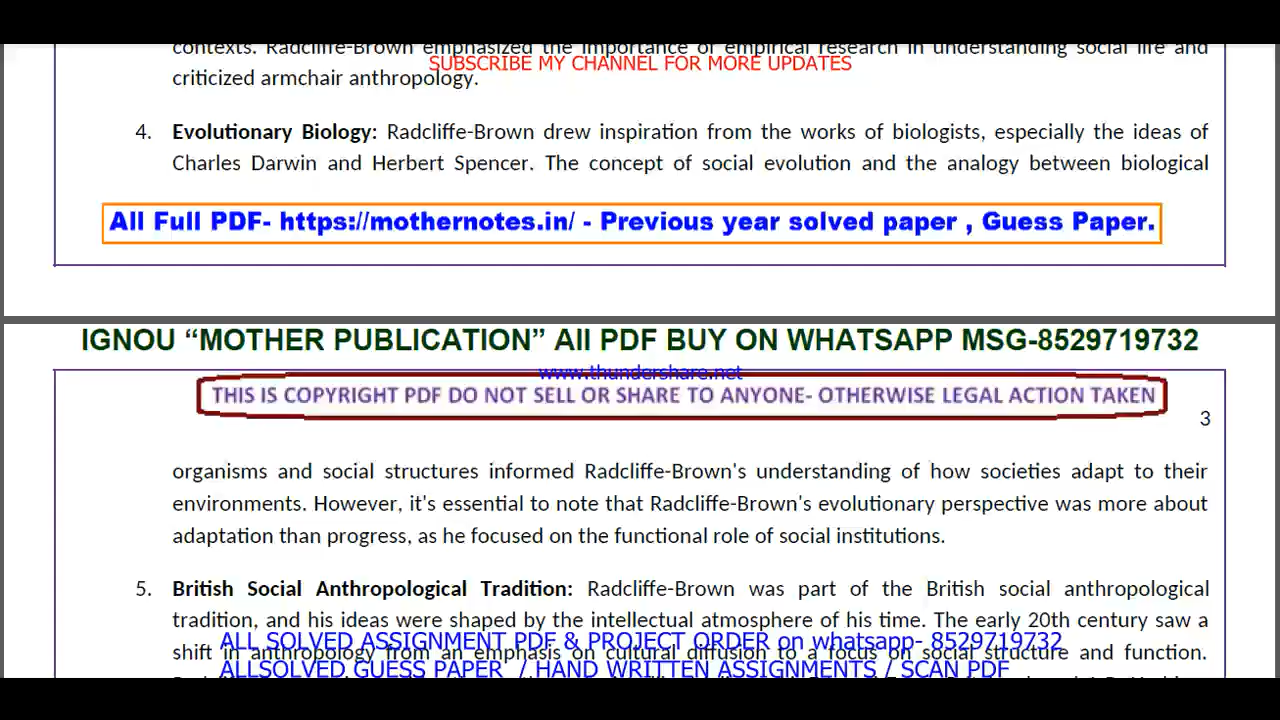 contexts. Radcliffe-Brown emphasized the importance of empirical research in understanding social life and
SUBSCRIBE MY CHANNEL FOR MORE UPDATES
criticized armchair anthropology.
4. Evolutionary Biology: Radcliffe-Brown drew inspiration from the works of biologists, especially the ideas of
Charles Darwin and Herbert Spencer. The concept of social evolution and the analogy between biological
All Full PDF- https://mothernotes.in/ - Previous year solved paper , Guess Paper.
IGNOU “MOTHER PUBLICATION” All PDF BUY ON WHATSAPP MSG-8529719732
www.thundershare.net
THIS IS COPYRIGHT PDF DO NOT SELL OR SHARE TO ANYONE- OTHERWISE LEGAL ACTION TAKEN
3
organisms and social structures informed Radcliffe-Brown's understanding of how societies adapt to their
environments. However, it's essential to note that Radcliffe-Brown's evolutionary perspective was more about
adaptation than progress, as he focused on the functional role of social institutions.
5. British Social Anthropological Tradition: Radcliffe-Brown was part of the British social anthropological
tradition, and his ideas were shaped by the intellectual atmosphere of his time. The early 20th century saw a
ALL SOLVED ASSIGNMENT PDF & PROJECT ORDER on whatsapp- 8529719732
shift in anthropology from an emphasis on cultural diffusion to a focus on social structure and function.
ALLSOLVED GUESS PAPER / HAND WRITTEN ASSIGNMENTS / SCAN PDF